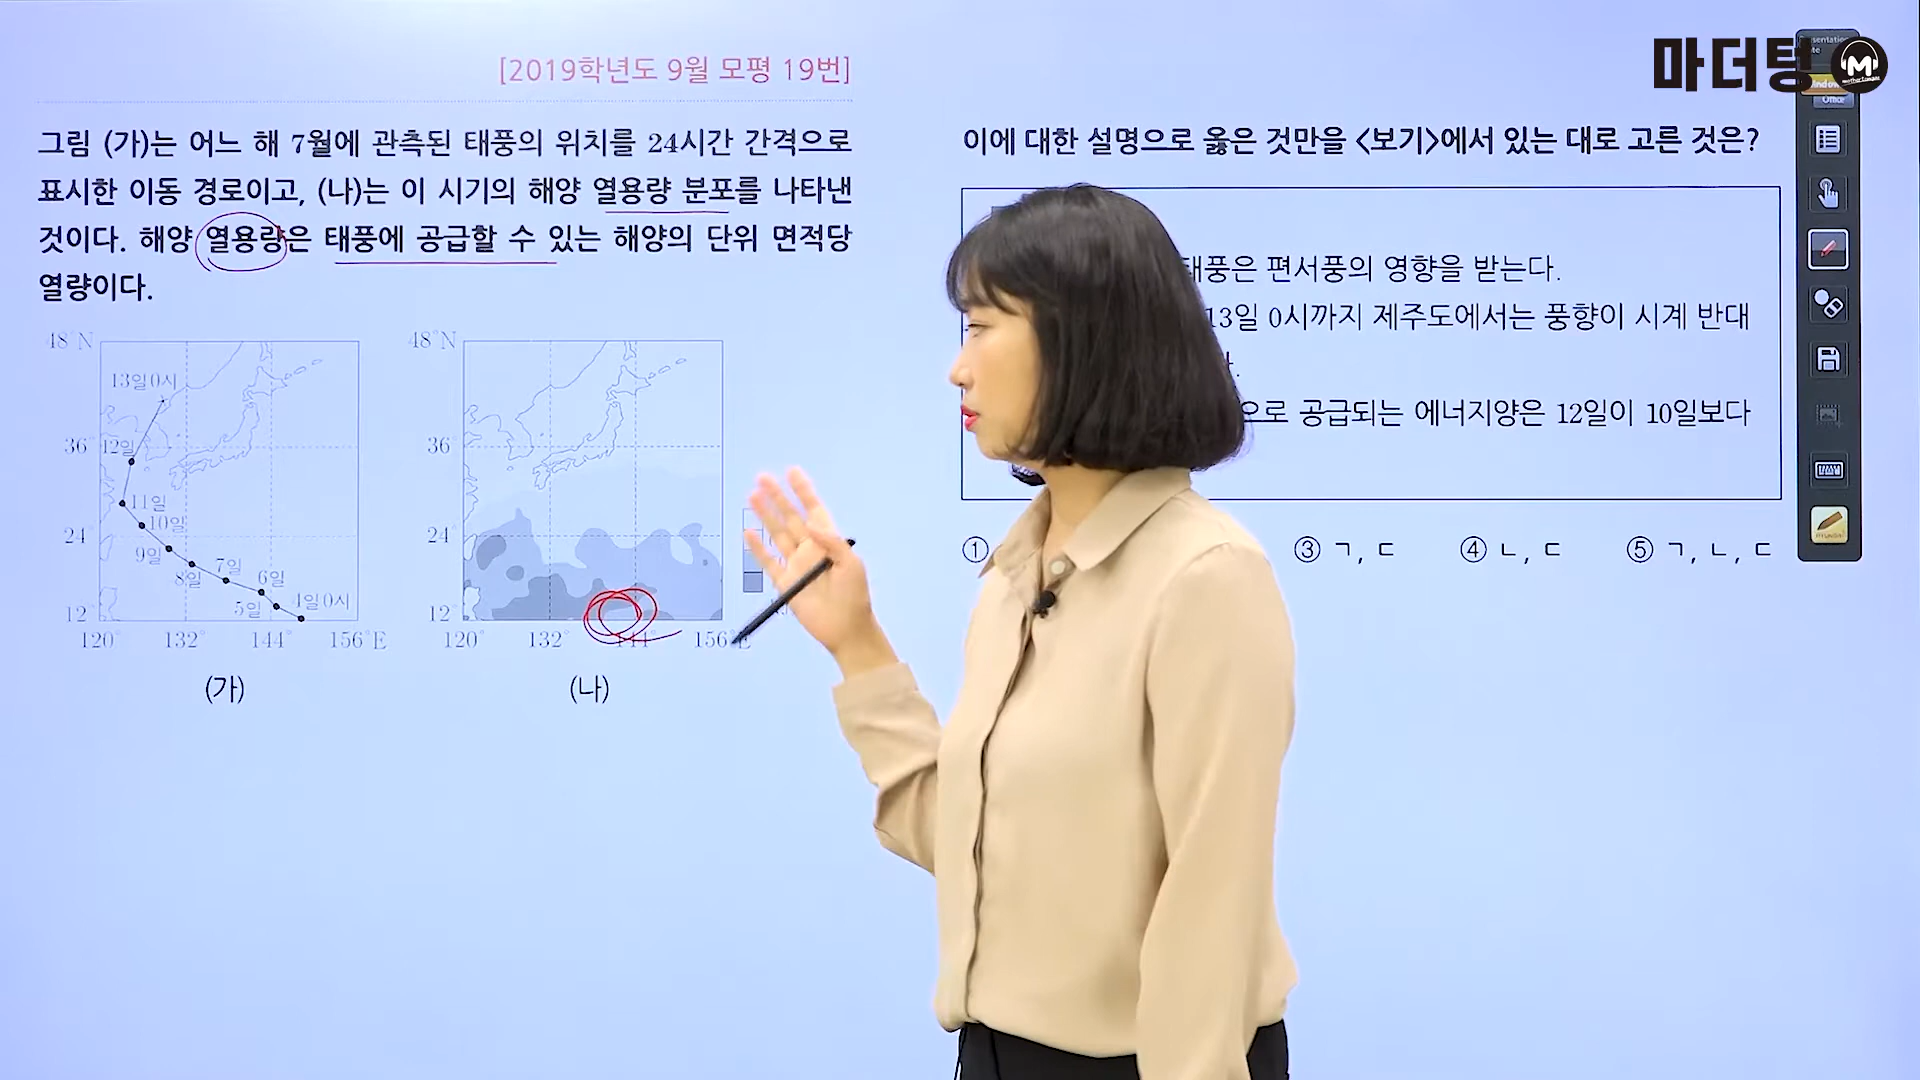 [2019학년도 9월 모평 19번]
마더텅
그림 (가)는 어느 해 7월에 관측된 태풍의 위치를 24시간 간격으로
표시한 이동 경로이고, (나)는 이 시기의 해양 열용량 분포를 나타낸
것이다. 해양 열용량은 태풍에 공급할 수 있는 해양의 단위 면적당
열량이다.
48°N
13일0시
36°
12일
11일
24°
10일
9일
8일
7일
6일
5일
4일0시
12°
120° 132° 144° 156°E
(가)
48°N
36°
24°
12°
120° 132° 144° 156°E
(나)
이에 대한 설명으로 옳은 것만을 <보기>에서 있는 대로 고른 것은?
태풍은 편서풍의 영향을 받는다.
13일 0시까지 제주도에서는 풍향이 시계 반대
으로 공급되는 에너지양은 12일이 10일보다
① ③ ㄱ, ㄷ ④ ㄴ, ㄷ ⑤ ㄱ, ㄴ, ㄷ